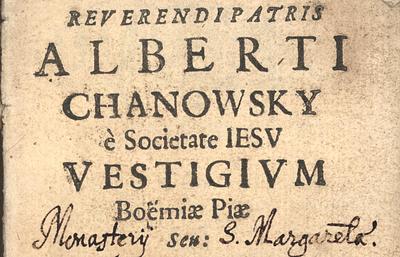 REVERENDI PATRIS
ALBERTI
CHANOWSKY
è Societate IESV
VESTIGIVM
Boëmiæ Piæ
Monasterij seu: S. Margaretæ.